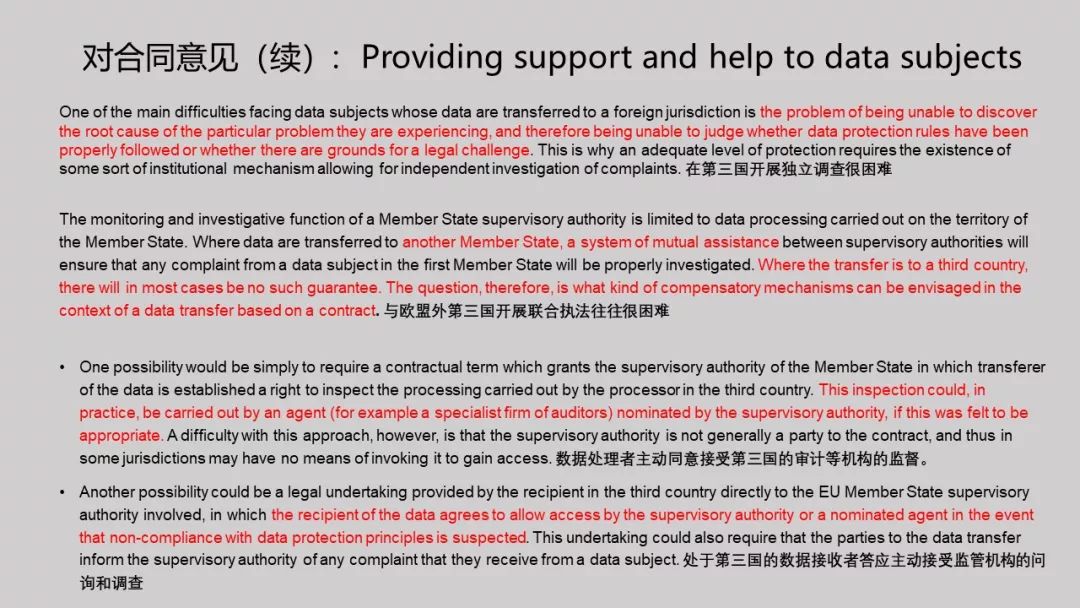 对合同意见（续）：Providing support and help to data subjects
One of the main difficulties facing data subjects whose data are transferred to a foreign jurisdiction is the problem of being unable to discover
the root cause of the particular problem they are experiencing, and therefore being unable to judge whether data protection rules have been
properly followed or whether there are grounds for a legal challenge. This is why an adequate level of protection requires the existence of
some sort of institutional mechanism allowing for independent investigation of complaints. 在第三国开展独立调查很困难
The monitoring and investigative function of a Member State supervisory authority is limited to data processing carried out on the territory of
the Member State. Where data are transferred to another Member State, a system of mutual assistance between supervisory authorities will
ensure that any complaint from a data subject in the first Member State will be properly investigated. Where the transfer is to a third country,
there will in most cases be no such guarantee. The question, therefore, is what kind of compensatory mechanisms can be envisaged in the
context of a data transfer based on a contract. 与欧盟外第三国开展联合执法往往很困难
• One possibility would be simply to require a contractual term which grants the supervisory authority of the Member State in which transferer
of the data is established a right to inspect the processing carried out by the processor in the third country. This inspection could, in
practice, be carried out by an agent (for example a specialist firm of auditors) nominated by the supervisory authority, if this was felt to be
appropriate. A difficulty with this approach, however, is that the supervisory authority is not generally a party to the contract, and thus in
some jurisdictions may have no means of invoking it to gain access. 数据处理者主动同意接受第三国的审计等机构的监督。
• Another possibility could be a legal undertaking provided by the recipient in the third country directly to the EU Member State supervisory
authority involved, in which the recipient of the data agrees to allow access by the supervisory authority or a nominated agent in the event
that non-compliance with data protection principles is suspected. This undertaking could also require that the parties to the data transfer
inform the supervisory authority of any complaint that they receive from a data subject. 处于第三国的数据接收者答应主动接受监管机构的问
询和调查